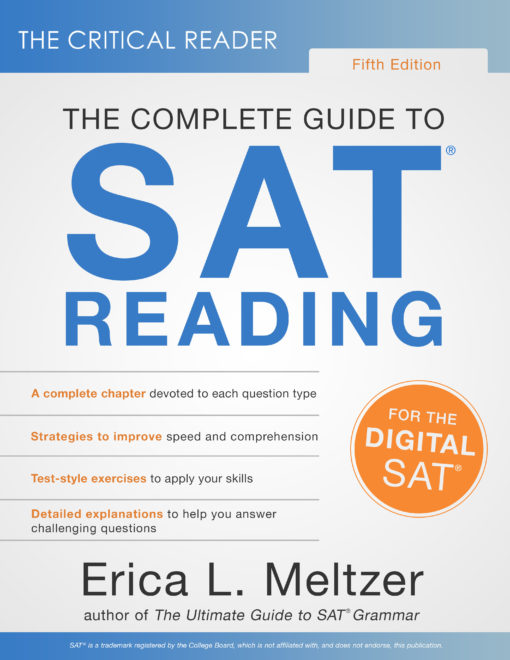 THE CRITICAL READER
Fifth Edition
THE COMPLETE GUIDE TO
SAT®
READING
A complete chapter devoted to each question type
Strategies to improve speed and comprehension
Test-style exercises to apply your skills
Detailed explanations to help you answer
challenging questions
FOR THE
DIGITAL
SAT®
Erica L. Meltzer
author of The Ultimate Guide to SAT® Grammar
SAT® is a trademark registered by the College Board, which is not affiliated with, and does not endorse, this publication.